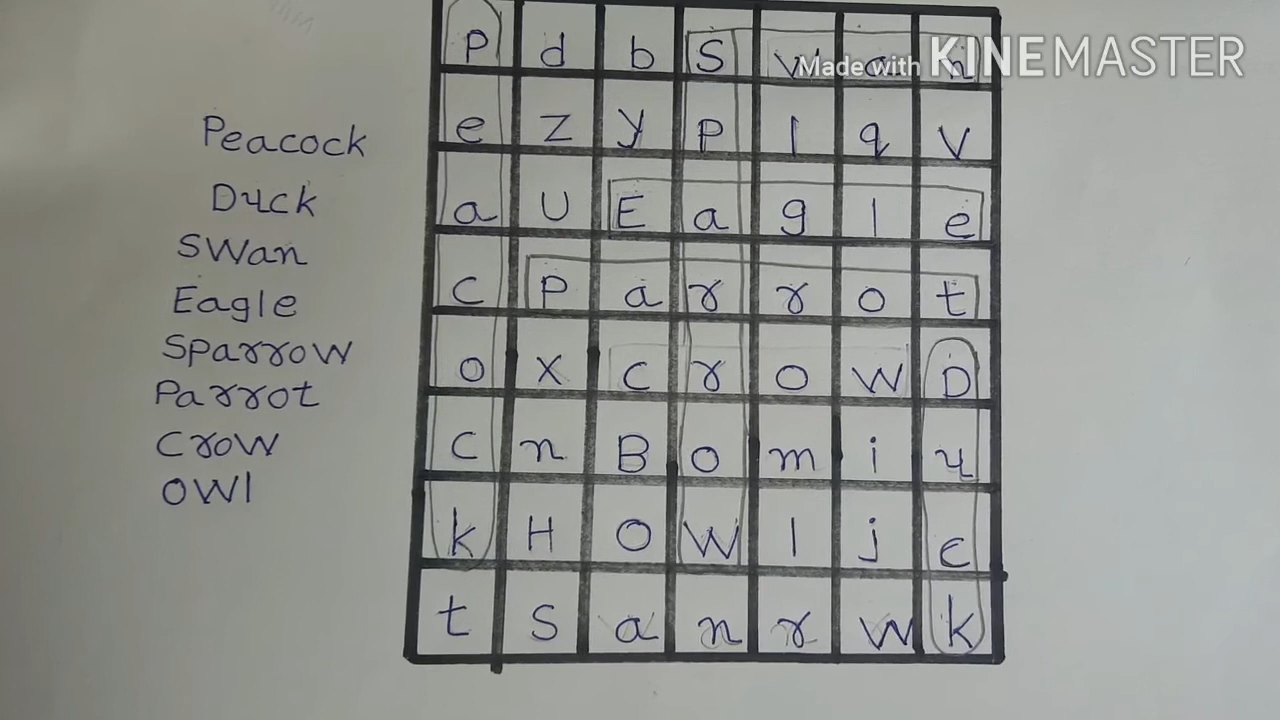 P d b S w a n
Made with KINEMASTER
e z y p l q v
Peacock
a U E a g l e
Duck
Swan
c P a r r o t
Eagle
Sparrow
o x c r o w D
Parrot
Crow
c n B o m i u
Owl
k H O W l j c
t S a n r w k